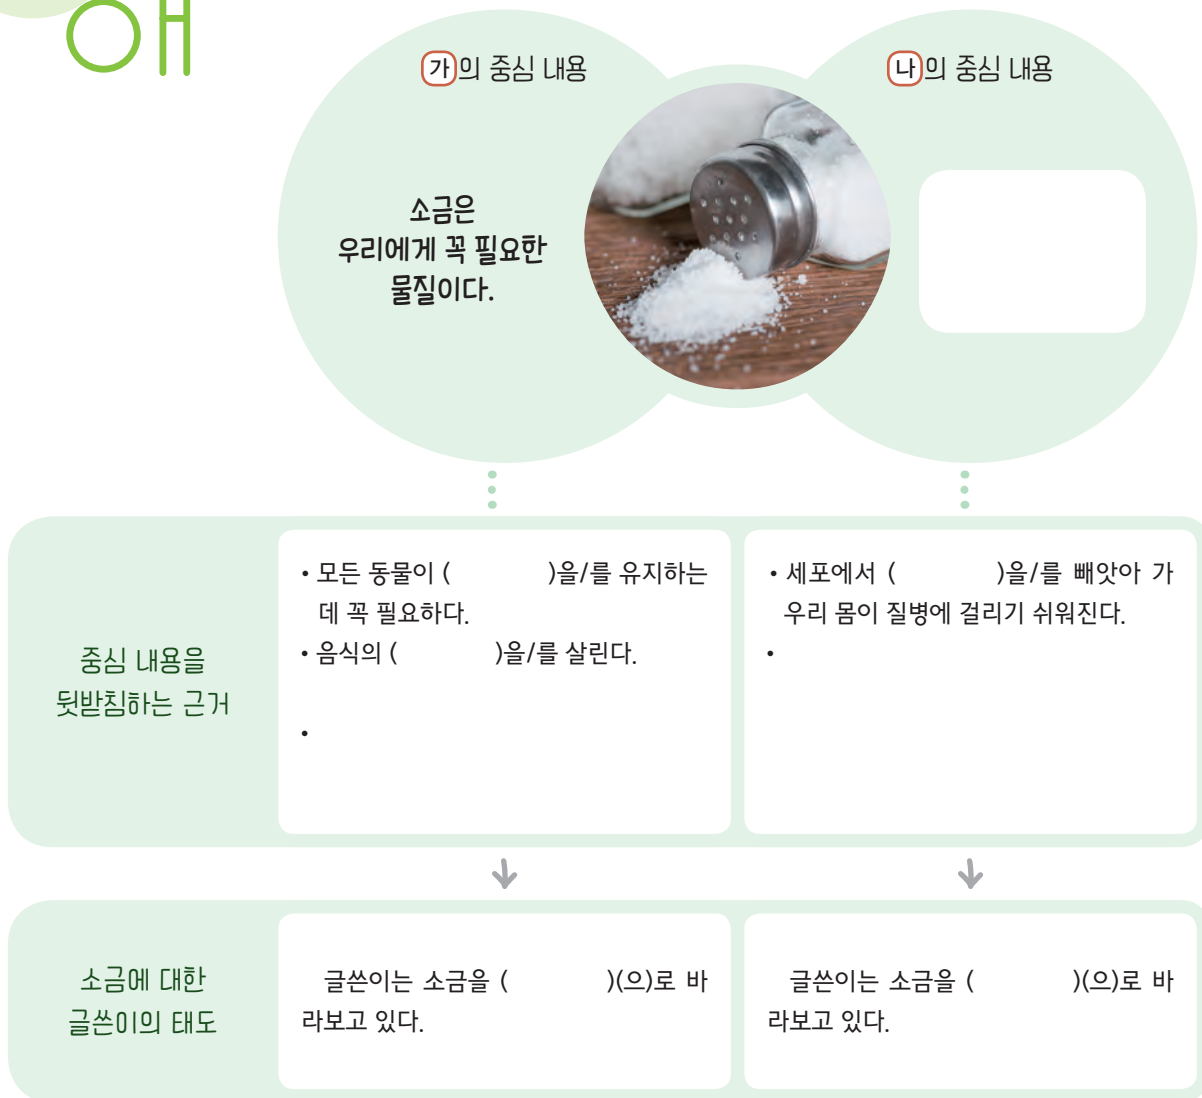 해
가의 중심 내용
나의 중심 내용
소금은
우리에게 꼭 필요한
물질이다.
중심 내용을
뒷받침하는 근거
• 모든 동물이 ( )을/를 유지하는
데 꼭 필요하다.
• 음식의 ( )을/를 살린다.
•
• 세포에서 ( )을/를 빼앗아 가
우리 몸이 질병에 걸리기 쉬워진다.
•
소금에 대한
글쓴이의 태도
글쓴이는 소금을 ( )(으)로 바
라보고 있다.
글쓴이는 소금을 ( )(으)로 바
라보고 있다.